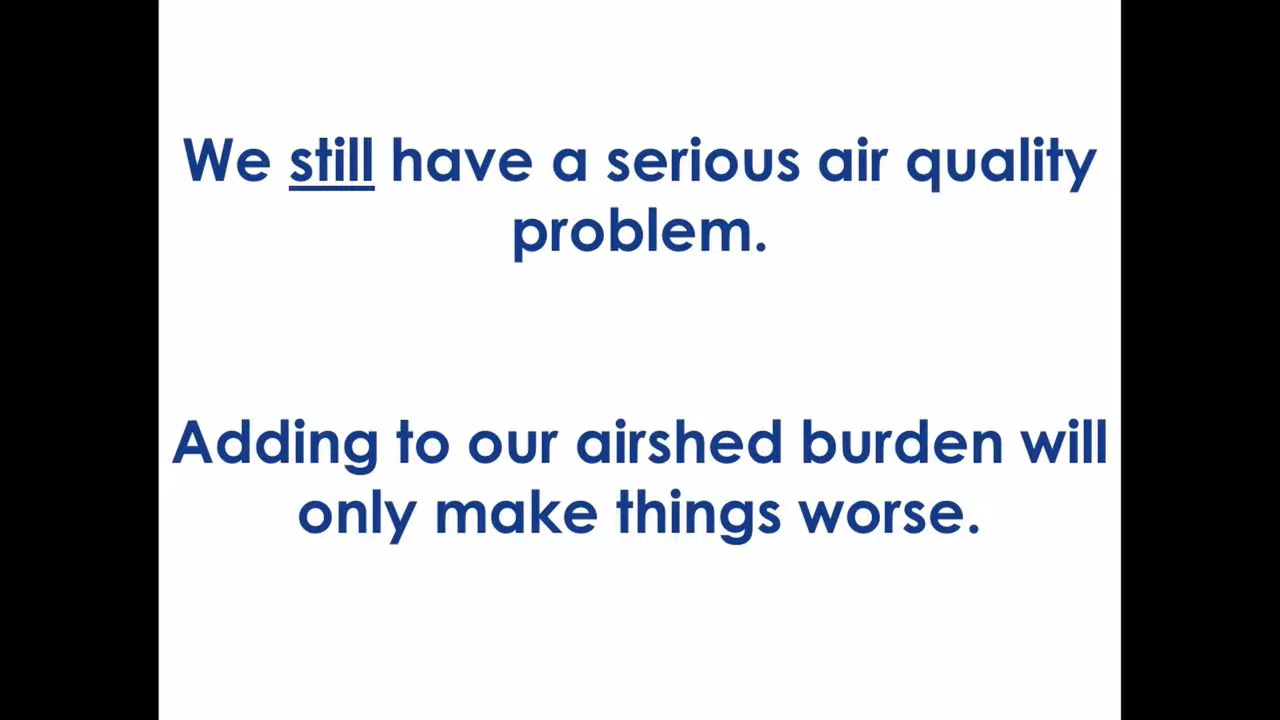 We still have a serious air quality
problem.
Adding to our airshed burden will
only make things worse.